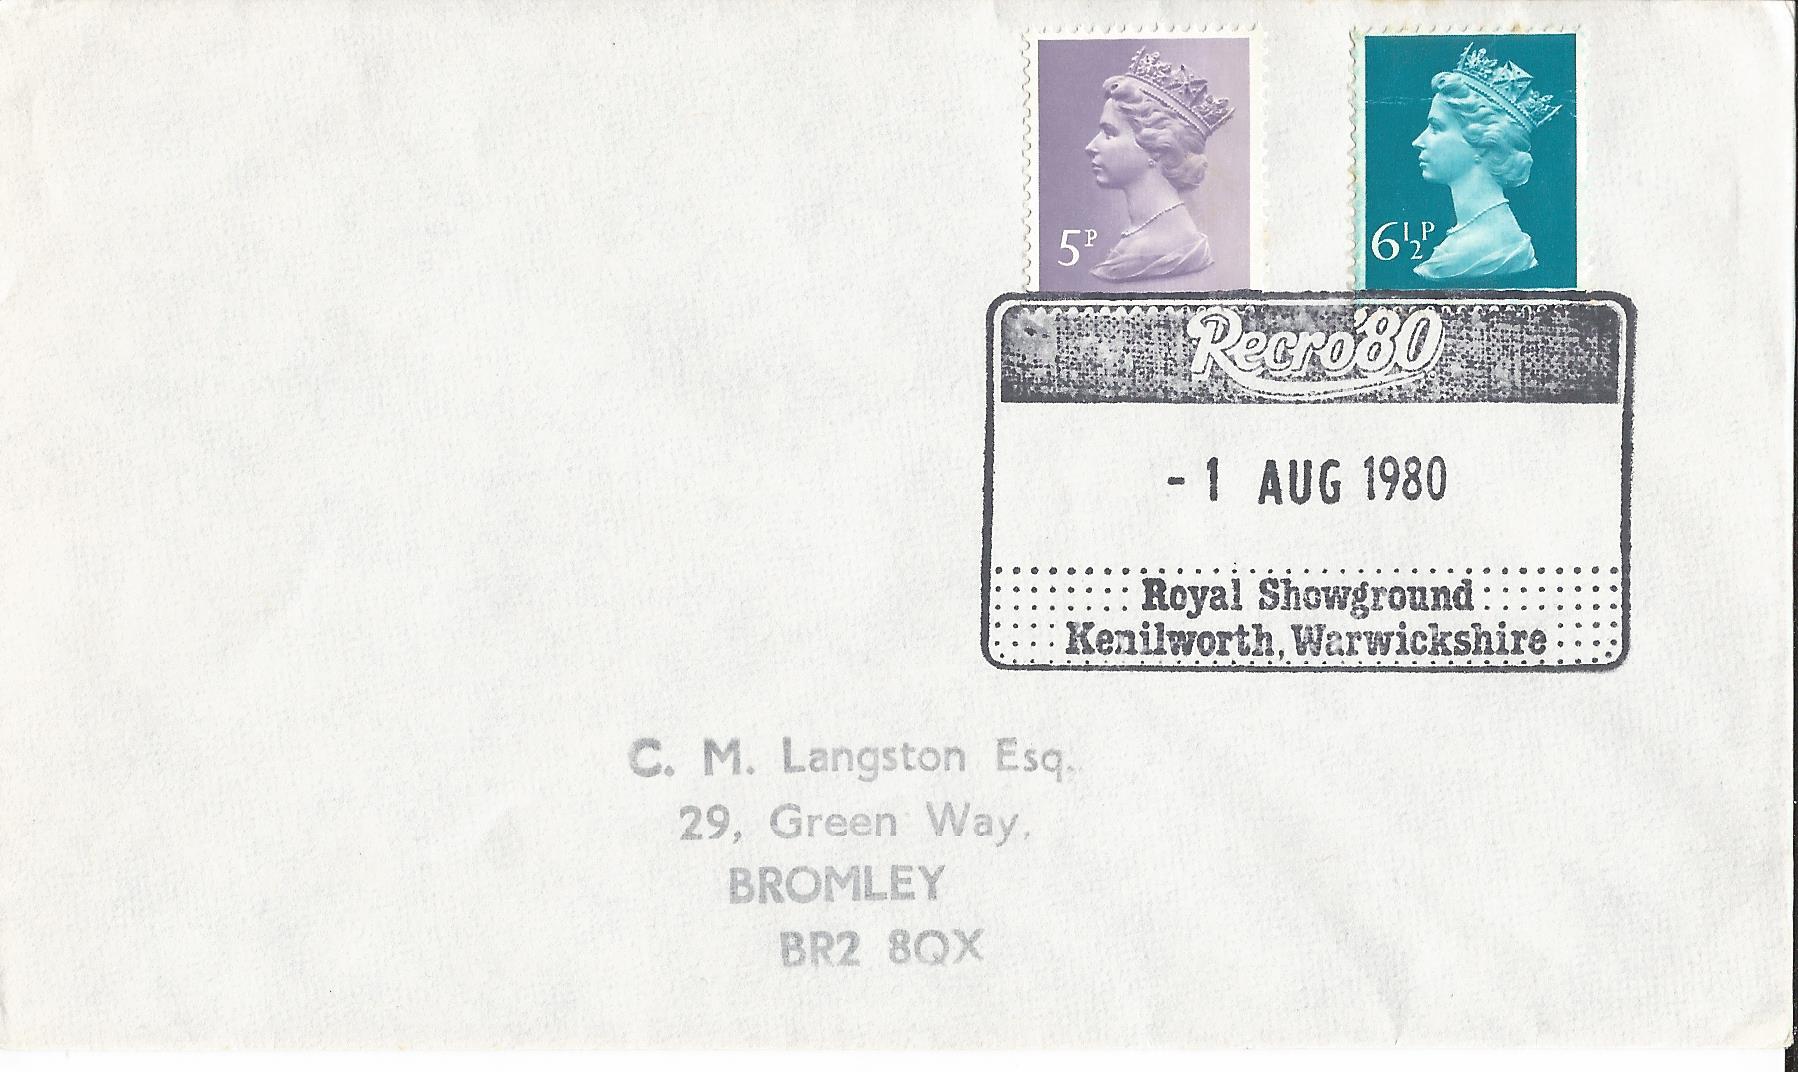 5P
6½P
Recro'80
- 1 AUG 1980
Royal Showground
Kenilworth, Warwickshire
C. M. Langston Esq.
29, Green Way.
BROMLEY
BR2 8QX